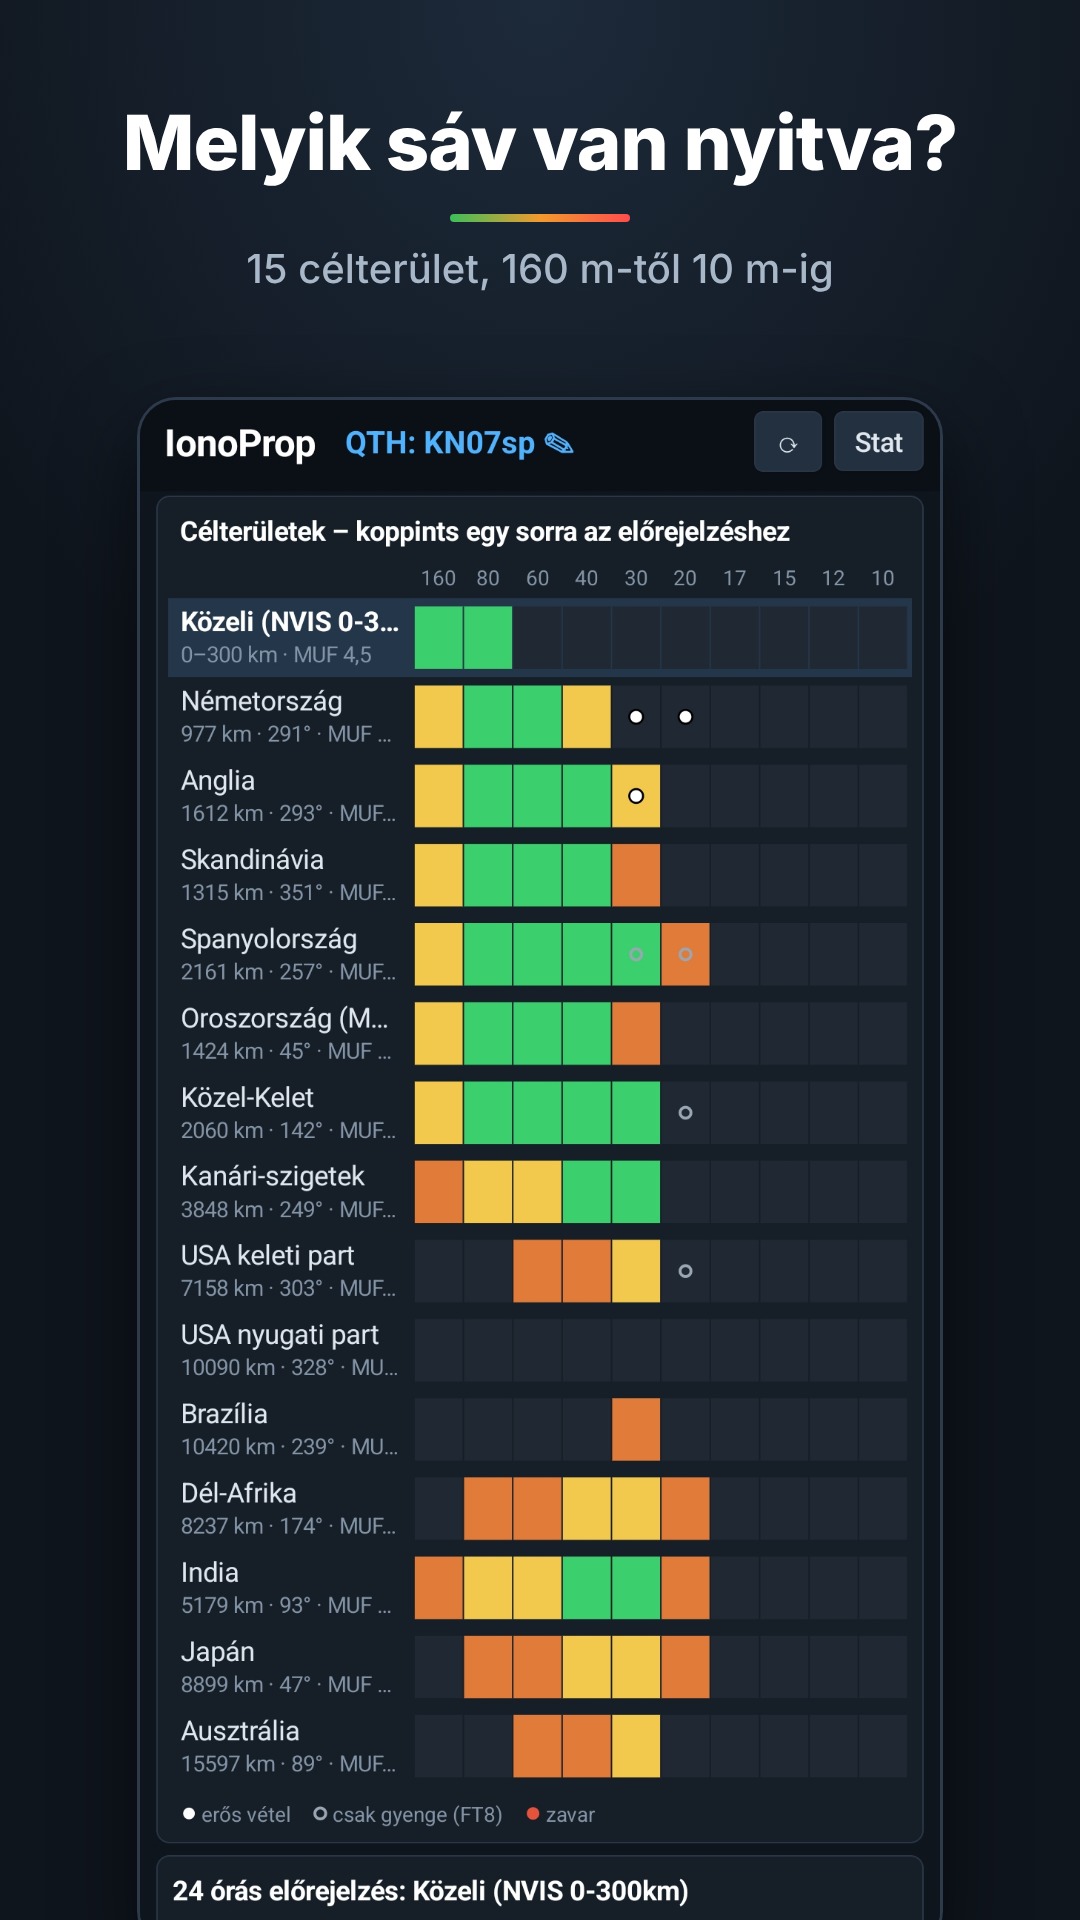 Melyik sáv van nyitva?
15 célterület, 160 m-től 10 m-ig
IonoProp QTH: KN07sp ✎ ⟳ Stat
Célterületek – koppints egy sorra az előrejelzéshez
160 80 60 40 30 20 17 15 12 10
Közeli (NVIS 0-3...
0–300 km · MUF 4,5
Németország
977 km · 291° · MUF ...
Anglia
1612 km · 293° · MUF...
Skandinávia
1315 km · 351° · MUF...
Spanyolország
2161 km · 257° · MUF...
Oroszország (M...
1424 km · 45° · MUF ...
Közel-Kelet
2060 km · 142° · MUF...
Kanári-szigetek
3848 km · 249° · MUF...
USA keleti part
7158 km · 303° · MUF...
USA nyugati part
10090 km · 328° · MU...
Brazília
10420 km · 239° · MU...
Dél-Afrika
8237 km · 174° · MUF...
India
5179 km · 93° · MUF ...
Japán
8899 km · 47° · MUF ...
Ausztrália
15597 km · 89° · MUF...
erős vétel csak gyenge (FT8) zavar
24 órás előrejelzés: Közeli (NVIS 0-300km)